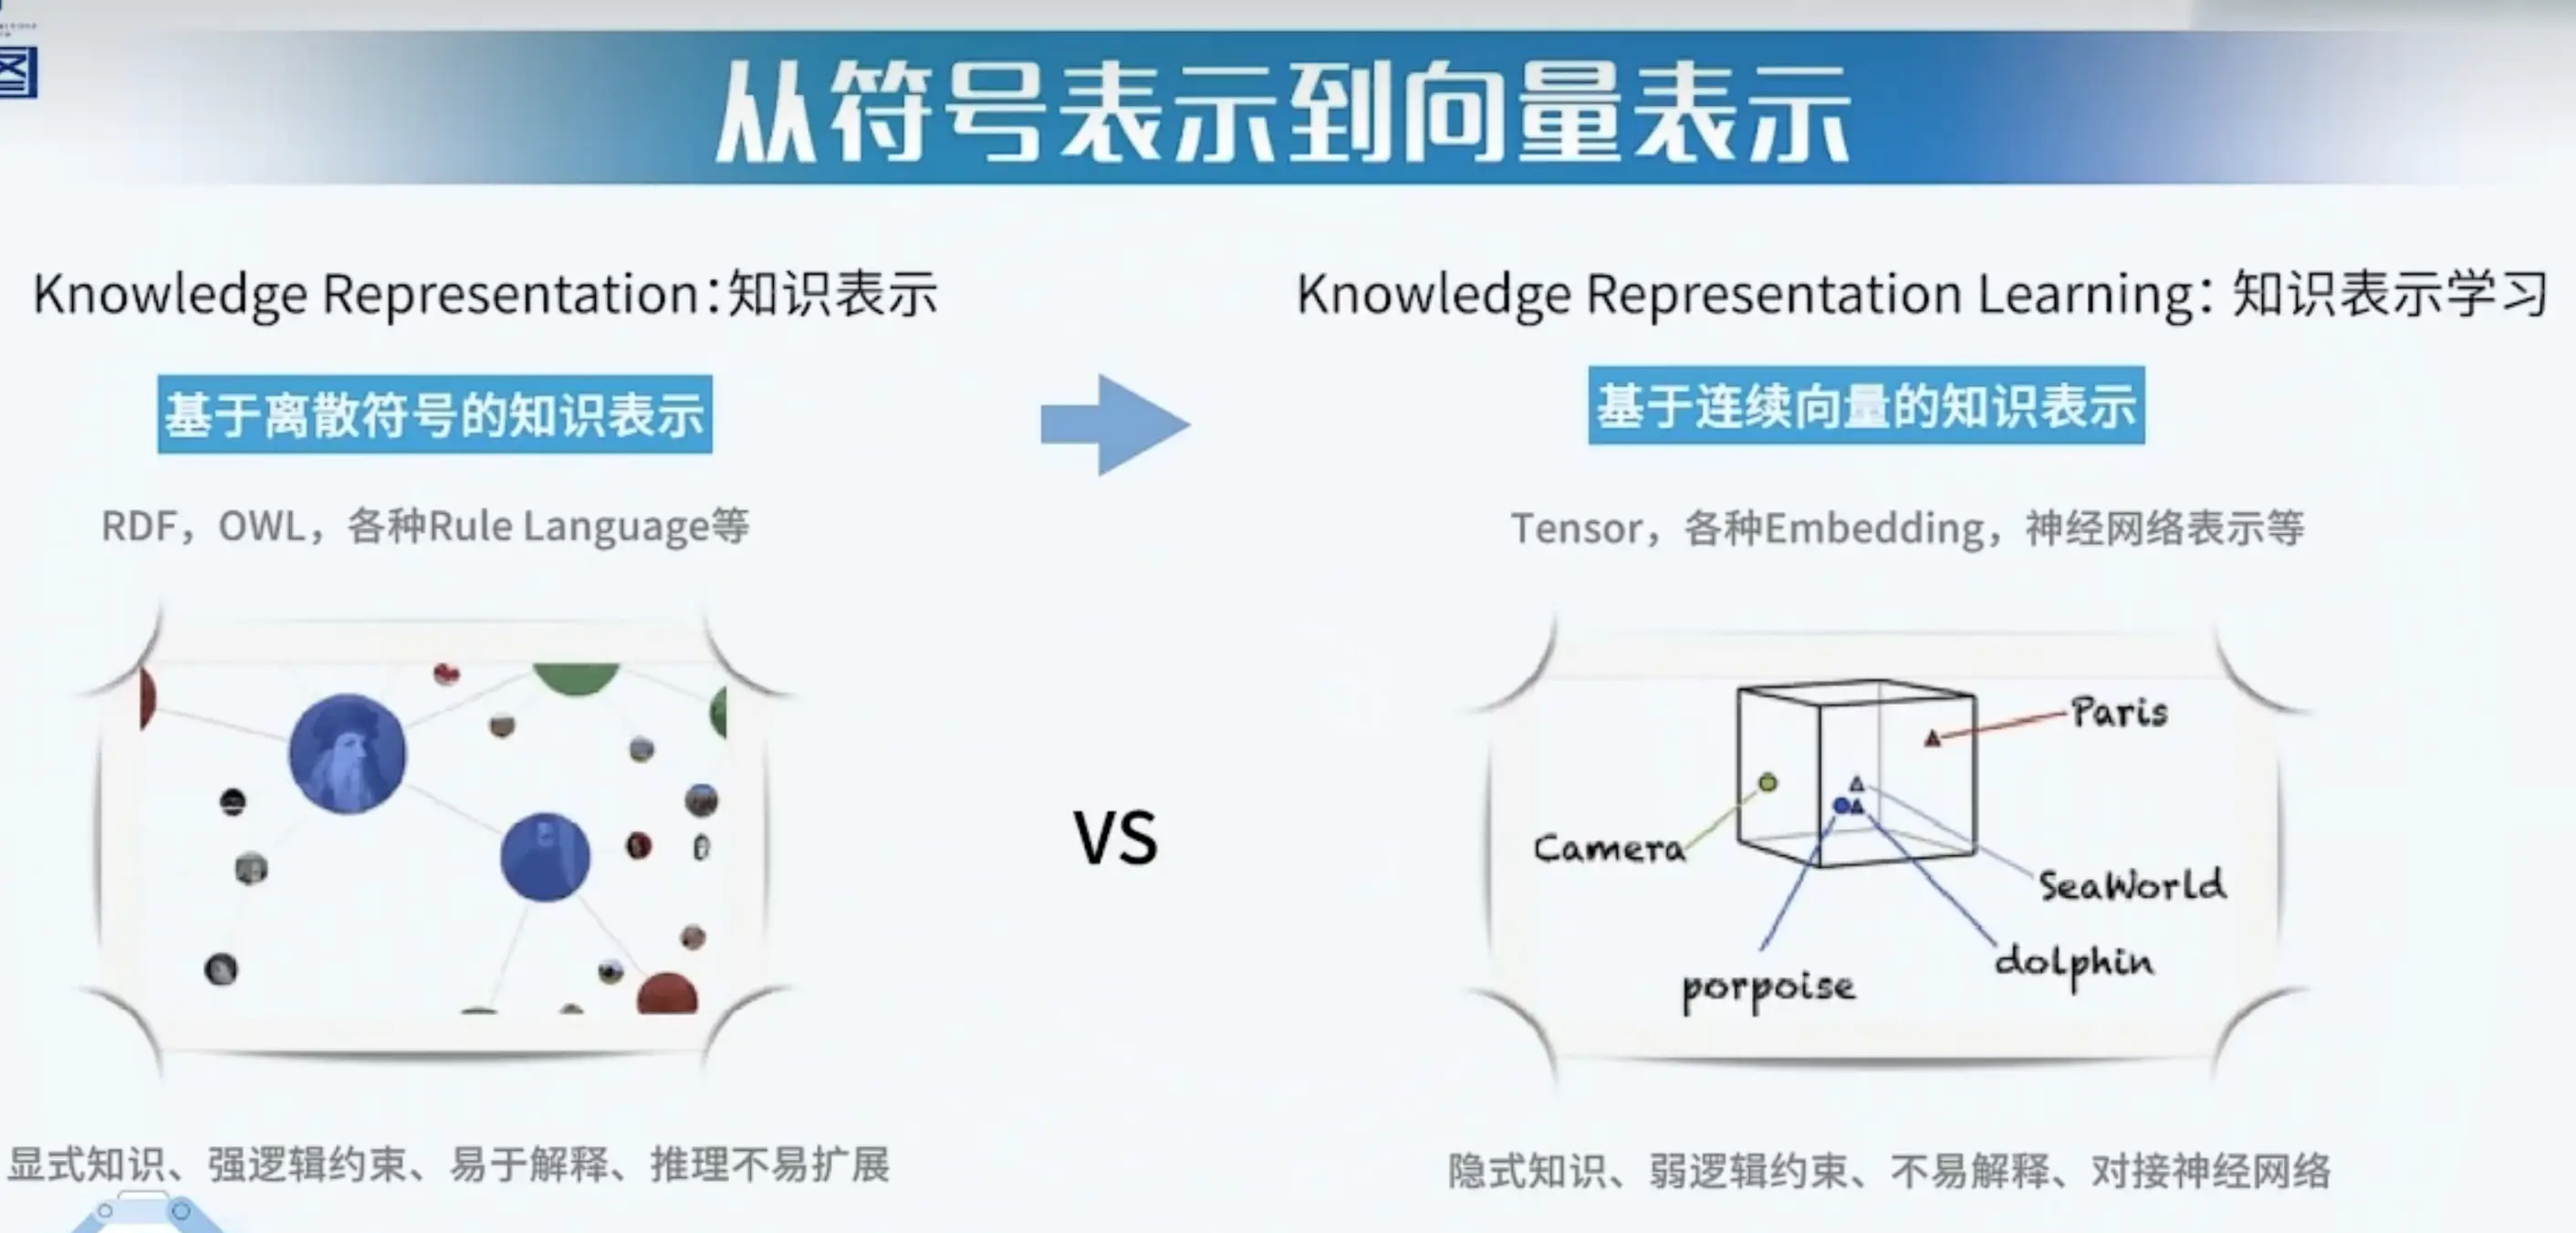 从符号表示到向量表示
Knowledge Representation：知识表示
基于离散符号的知识表示
RDF，OWL，各种Rule Language等
显式知识、强逻辑约束、易于解释、推理不易扩展
VS
Knowledge Representation Learning：知识表示学习
基于连续向量的知识表示
Tensor，各种Embedding，神经网络表示等
Paris
Camera
SeaWorld
dolphin
porpoise
隐式知识、弱逻辑约束、不易解释、对接神经网络